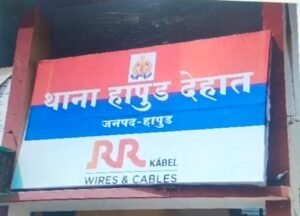 थाना हापुड देहात
जनपद-हापुड
RR KABEL
WIRES & CABLES